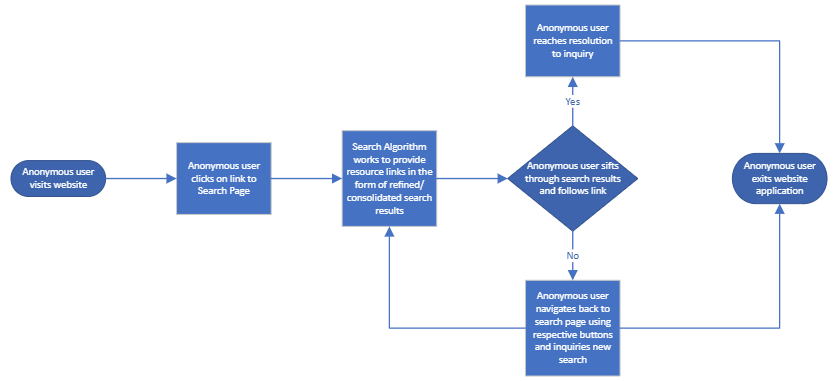 Anonymous user
visits website
Anonymous user
clicks on link to
Search Page
Search Algorithm
works to provide
resource links in the
form of refined/
consolidated search
results
Anonymous user sifts
through search results
and follows link
Yes
Anonymous user
reaches resolution
to inquiry
No
Anonymous user
navigates back to
search page using
respective buttons
and inquiries new
search
Anonymous user
exits website
application